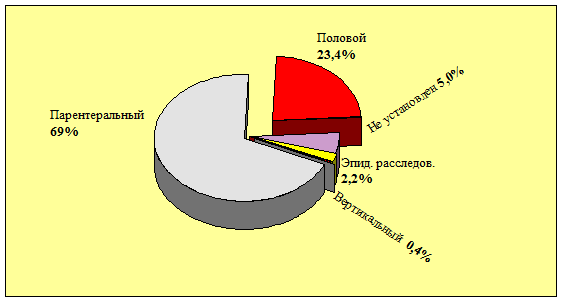 Половой
23,4%
Не установлен 5,0%
Парентеральный
69%
Эпид. расследов.
2,2%
Вертикальный 0,4%